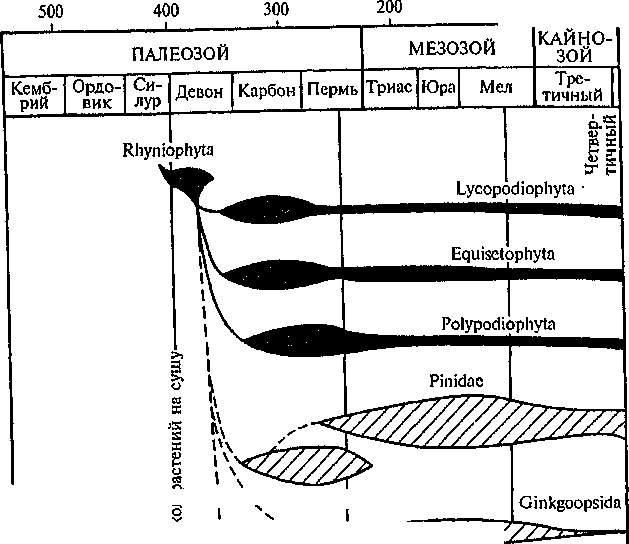 500 400 300 200
ПАЛЕОЗОЙ МЕЗОЗОЙ КАЙНО-
ЗОЙ
Кемб-
рий
Ордо-
вик
Си-
лур
Девон
Карбон
Пермь
Триас
Юра
Мел
Тре-
тичный
Четвер-
тичный
Rhyniophyta
Lycopodiophyta
Equisetophyta
Polypodiophyta
Pinidae
растений на сушу
Ginkgoopsida